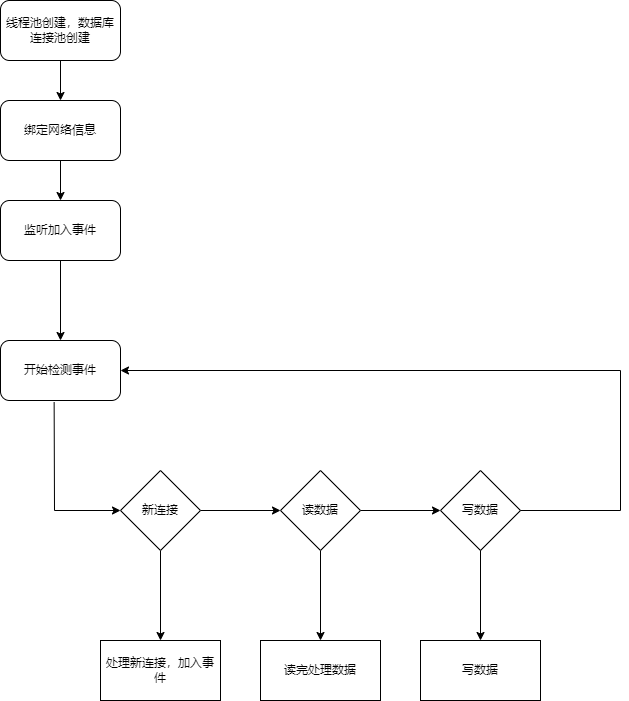 线程池创建，数据库
连接池创建
绑定网络信息
监听加入事件
开始检测事件
新连接
读数据
写数据
处理新连接，加入事
件
读完处理数据
写数据